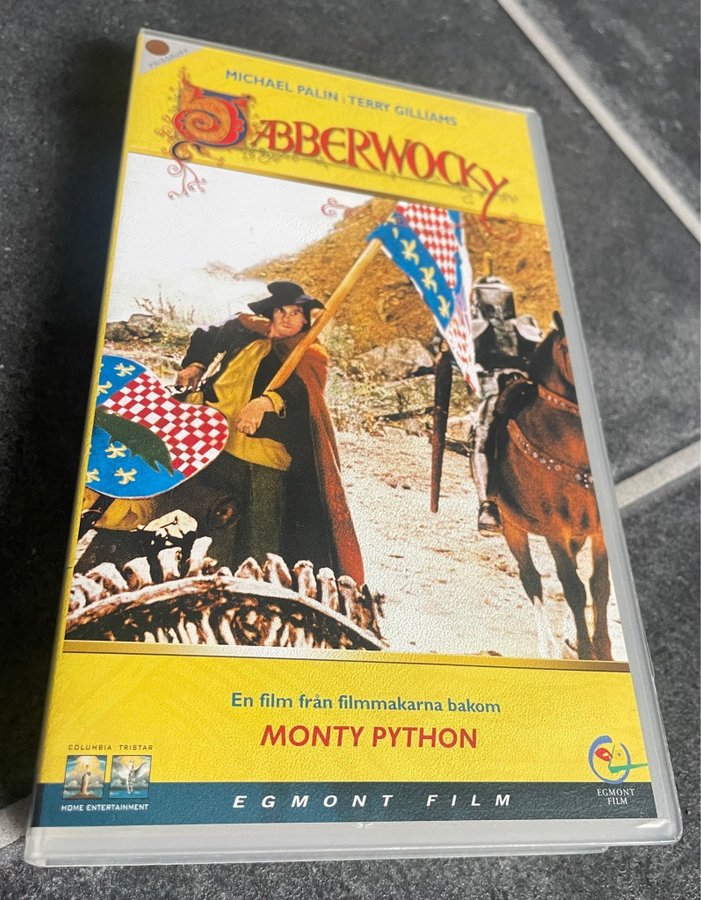 PRISGRUPP
MICHAEL PALIN i TERRY GILLIAMS
JABBERWOCKY
En film från filmmakarna bakom
MONTY PYTHON
COLUMBIA TRISTAR
HOME ENTERTAINMENT
EGMONT FILM
EGMONT
FILM